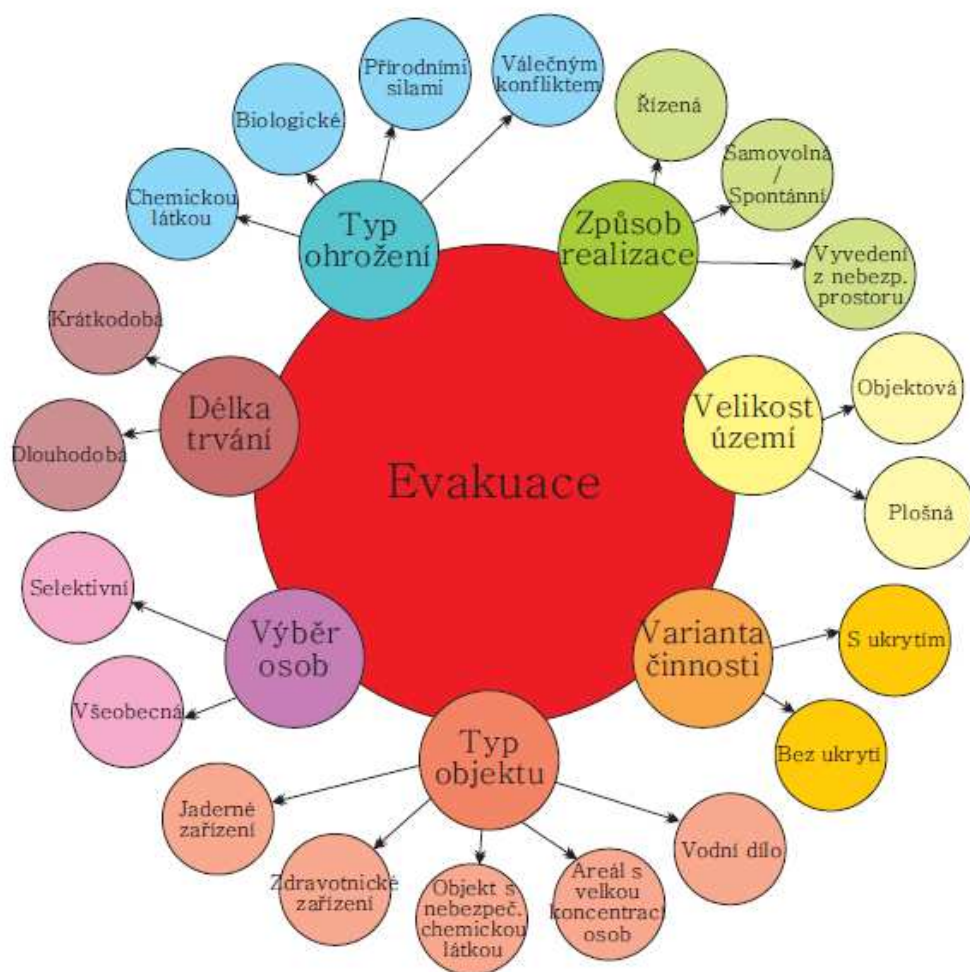 Přírodními
silami
Válečným
konfliktem
Biologické
Řízená
Chemickou
látkou
Samovolná
/
Spontánní
Typ
ohrožení
Způsob
realizace
Vyvedení
z nebezp.
prostoru
Krátkodobá
Délka
trvání
Velikost
území
Objektová
Dlouhodobá
Evakuace
Plošná
Selektivní
Výběr
osob
Varianta
činnosti
S ukrytím
Všeobecná
Bez ukrytí
Typ
objektu
Jaderné
zařízení
Zdravotnické
zařízení
Objekt s
nebezpeč.
chemickou
látkou
Areál s
velkou
koncentrací
osob
Vodní dílo